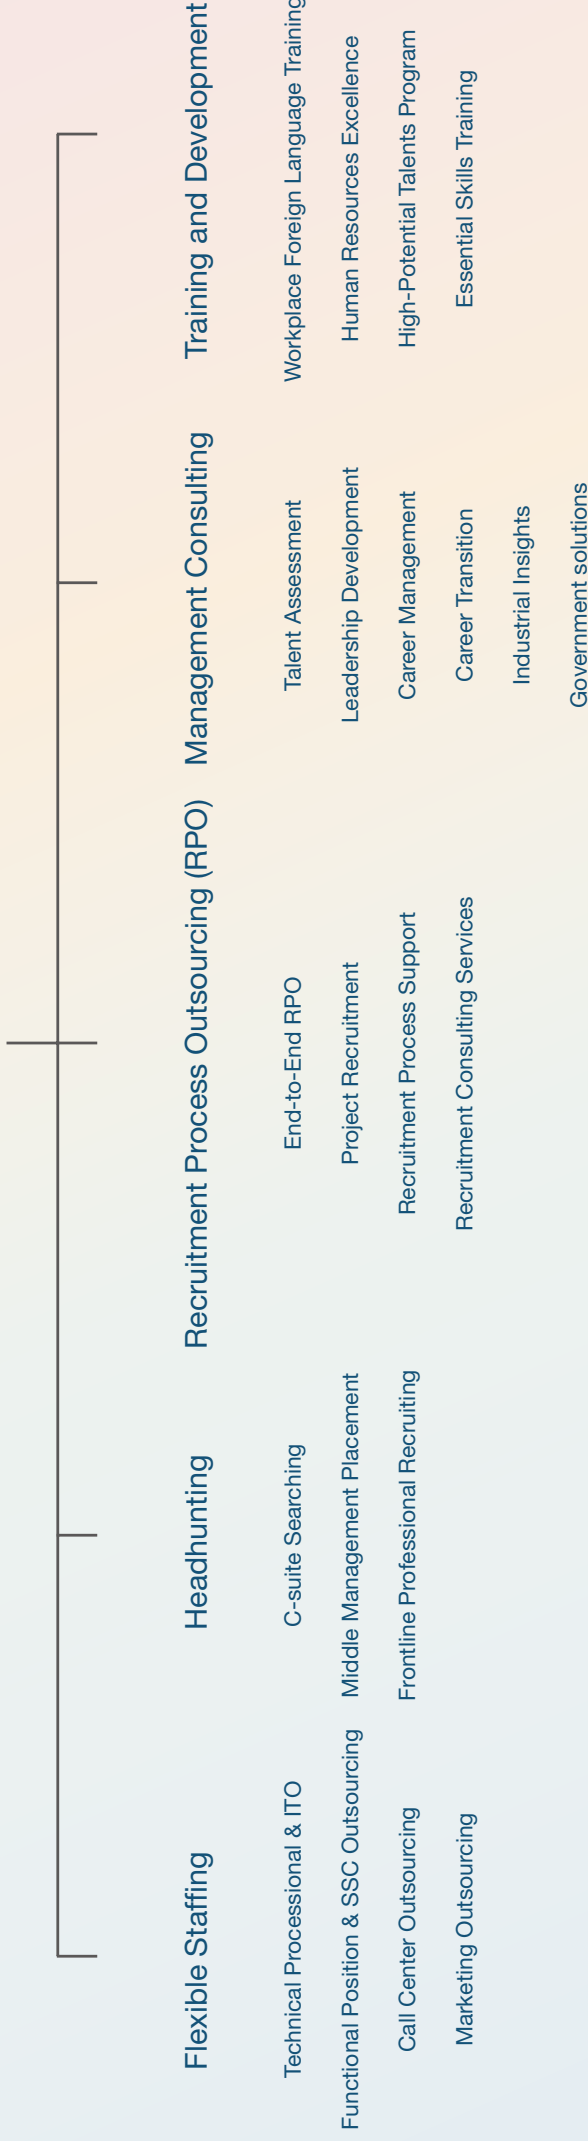 Flexible Staffing
Technical Processional & ITO
Functional Position & SSC Outsourcing
Call Center Outsourcing
Marketing Outsourcing
Headhunting
C-suite Searching
Middle Management Placement
Frontline Professional Recruiting
Recruitment Process Outsourcing (RPO)
End-to-End RPO
Project Recruitment
Recruitment Process Support
Recruitment Consulting Services
Management Consulting
Talent Assessment
Leadership Development
Career Management
Career Transition
Industrial Insights
Government solutions
Training and Development
Workplace Foreign Language Training
Human Resources Excellence
High-Potential Talents Program
Essential Skills Training